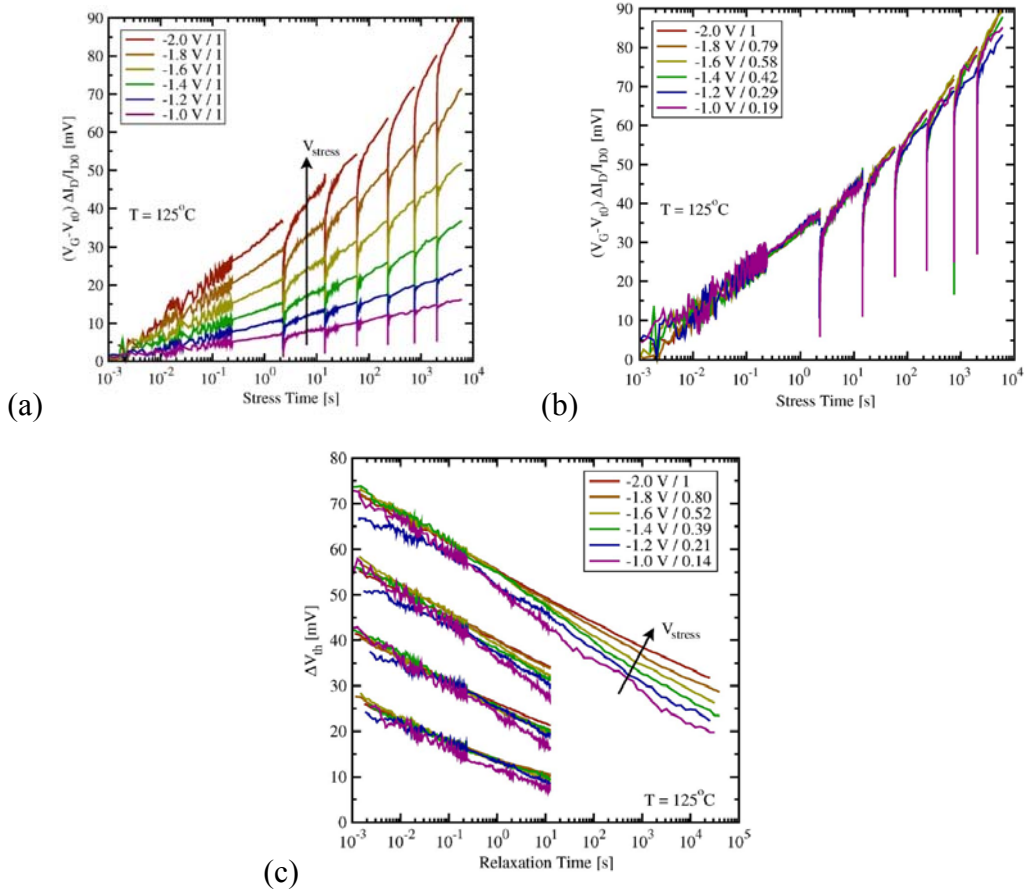 90
80
70
60
50
40
30
20
10
0
-2.0 V / 1
-1.8 V / 1
-1.6 V / 1
-1.4 V / 1
-1.2 V / 1
-1.0 V / 1
V_stress
T = 125°C
(V_G-V_t0) ΔI_D/I_D0 [mV]
10^-3 10^-2 10^-1 10^0 10^1 10^2 10^3 10^4
Stress Time [s]
(a)
90
80
70
60
50
40
30
20
10
0
-2.0 V / 1
-1.8 V / 0.79
-1.6 V / 0.58
-1.4 V / 0.42
-1.2 V / 0.29
-1.0 V / 0.19
T = 125°C
(V_G-V_t0) ΔI_D/I_D0 [mV]
10^-3 10^-2 10^-1 10^0 10^1 10^2 10^3 10^4
Stress Time [s]
(b)
80
70
60
50
40
30
20
10
0
-2.0 V / 1
-1.8 V / 0.80
-1.6 V / 0.52
-1.4 V / 0.39
-1.2 V / 0.21
-1.0 V / 0.14
V_stress
T = 125°C
ΔV_th [mV]
10^-3 10^-2 10^-1 10^0 10^1 10^2 10^3 10^4 10^5
Relaxation Time [s]
(c)